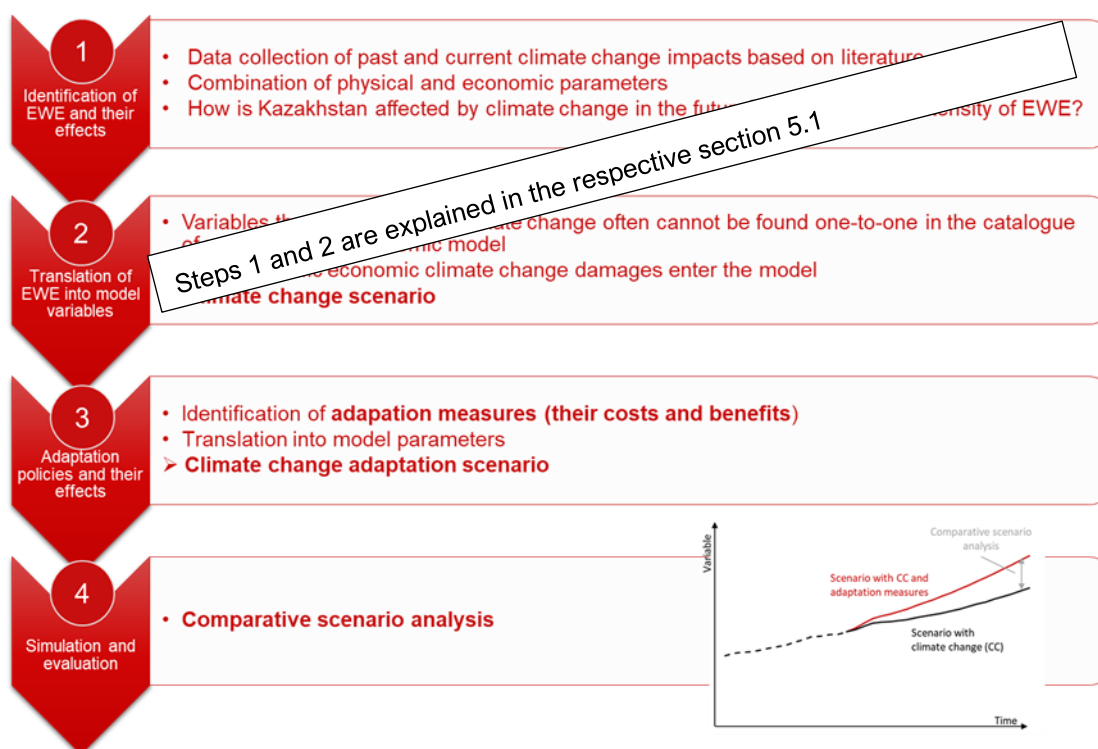 1
Identification of
EWE and their
effects
• Data collection of past and current climate change impacts based on literature
• Combination of physical and economic parameters
• How is Kazakhstan affected by climate change in the of EWE?
Steps 1 and 2 are explained in the respective section 5.1
2
Translation of
EWE into model
variables
• Variables change often cannot be found one-to-one in the catalogue
model
economic climate change damages enter the model
change scenario
3
Adaptation
policies and their
effects
• Identification of adapation measures (their costs and benefits)
• Translation into model parameters
➢ Climate change adaptation scenario
4
Simulation and
evaluation
• Comparative scenario analysis
Variable
Comparative scenario
analysis
Scenario with CC and
adaptation measures
Scenario with
climate change (CC)
Time